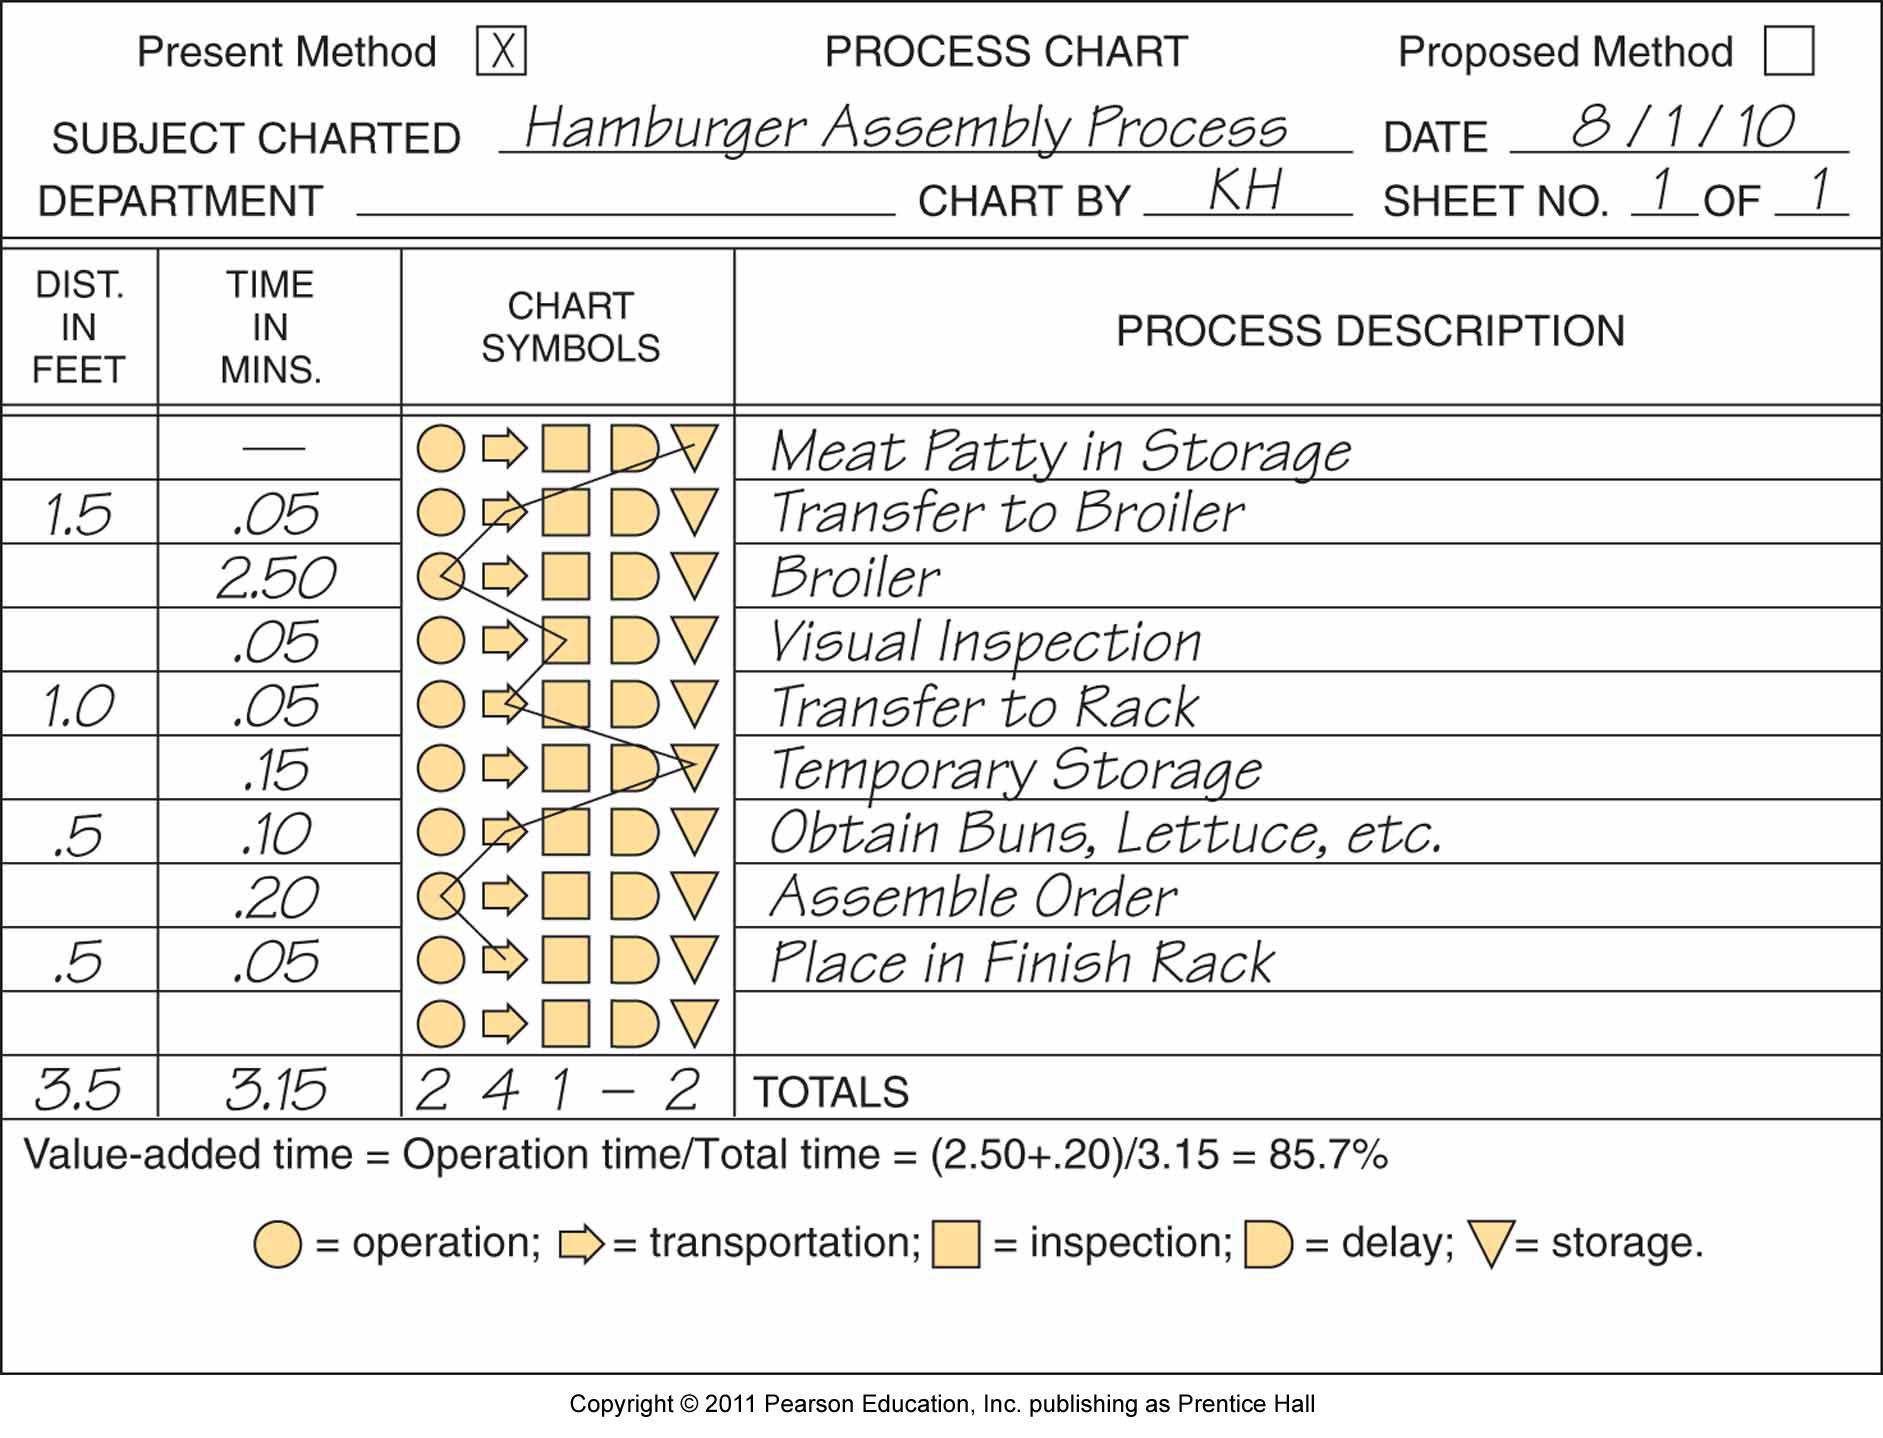 Present Method X PROCESS CHART Proposed Method
SUBJECT CHARTED Hamburger Assembly Process DATE 8/1/10
DEPARTMENT CHART BY KH SHEET NO. 1 OF 1
DIST. IN FEET TIME IN MINS. CHART SYMBOLS PROCESS DESCRIPTION
— Meat Patty in Storage
1.5 .05 Transfer to Broiler
2.50 Broiler
.05 Visual Inspection
1.0 .05 Transfer to Rack
.15 Temporary Storage
.5 .10 Obtain Buns, Lettuce, etc.
.20 Assemble Order
.5 .05 Place in Finish Rack
3.5 3.15 2 4 1 – 2 TOTALS
Value-added time = Operation time/Total time = (2.50+.20)/3.15 = 85.7%
= operation; = transportation; = inspection; = delay; = storage.
Copyright © 2011 Pearson Education, Inc. publishing as Prentice Hall